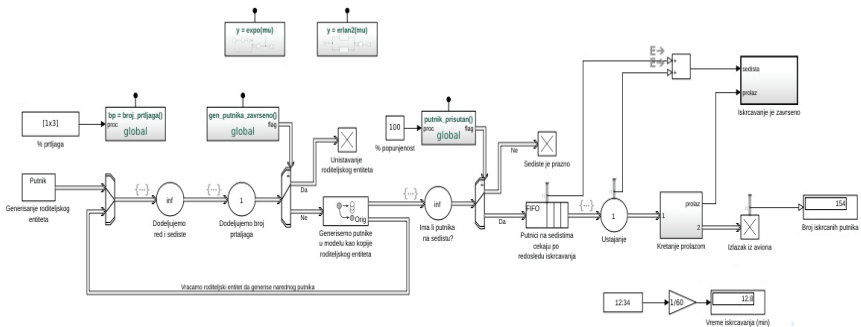 y = expo(mu)
y = erlan2(mu)
[1x3]
% prtljaga
bp = broj_prtljaga()
proc
global
gen_putnika_zavrseno()
flag
global
Unistavanje
roditeljskog entiteta
100
% popunjenost
putnik_prisutan()
proc
flag
global
Ne
Sediste je prazno
+
+
sedista
prolaz
Iskrcavanje je zavrseno
Putnik
Generisanje roditeljskog
entiteta
{...}
inf
Dodeljujemo
red i sediste
{...}
1
Dodeljujemo broj
prtaljaga
Da
Ne
Orig
Generisemo putnike
u modelu kao kopije
roditeljskog entiteta
{...}
inf
Ima li putnika
na sedistu?
Da
FIFO
Putnici na sedistima
cekaju po
redosledu iskrcavanja
{...}
1
Ustajanje
1
prolaz
2
Kretanje prolazom
Izlazak iz aviona
154
Broj iskrcanih putnika
Vracamo roditeljski entitet da generise narednog putnika
12:34
1/60
12.8
Vreme iskrcavanja (min)